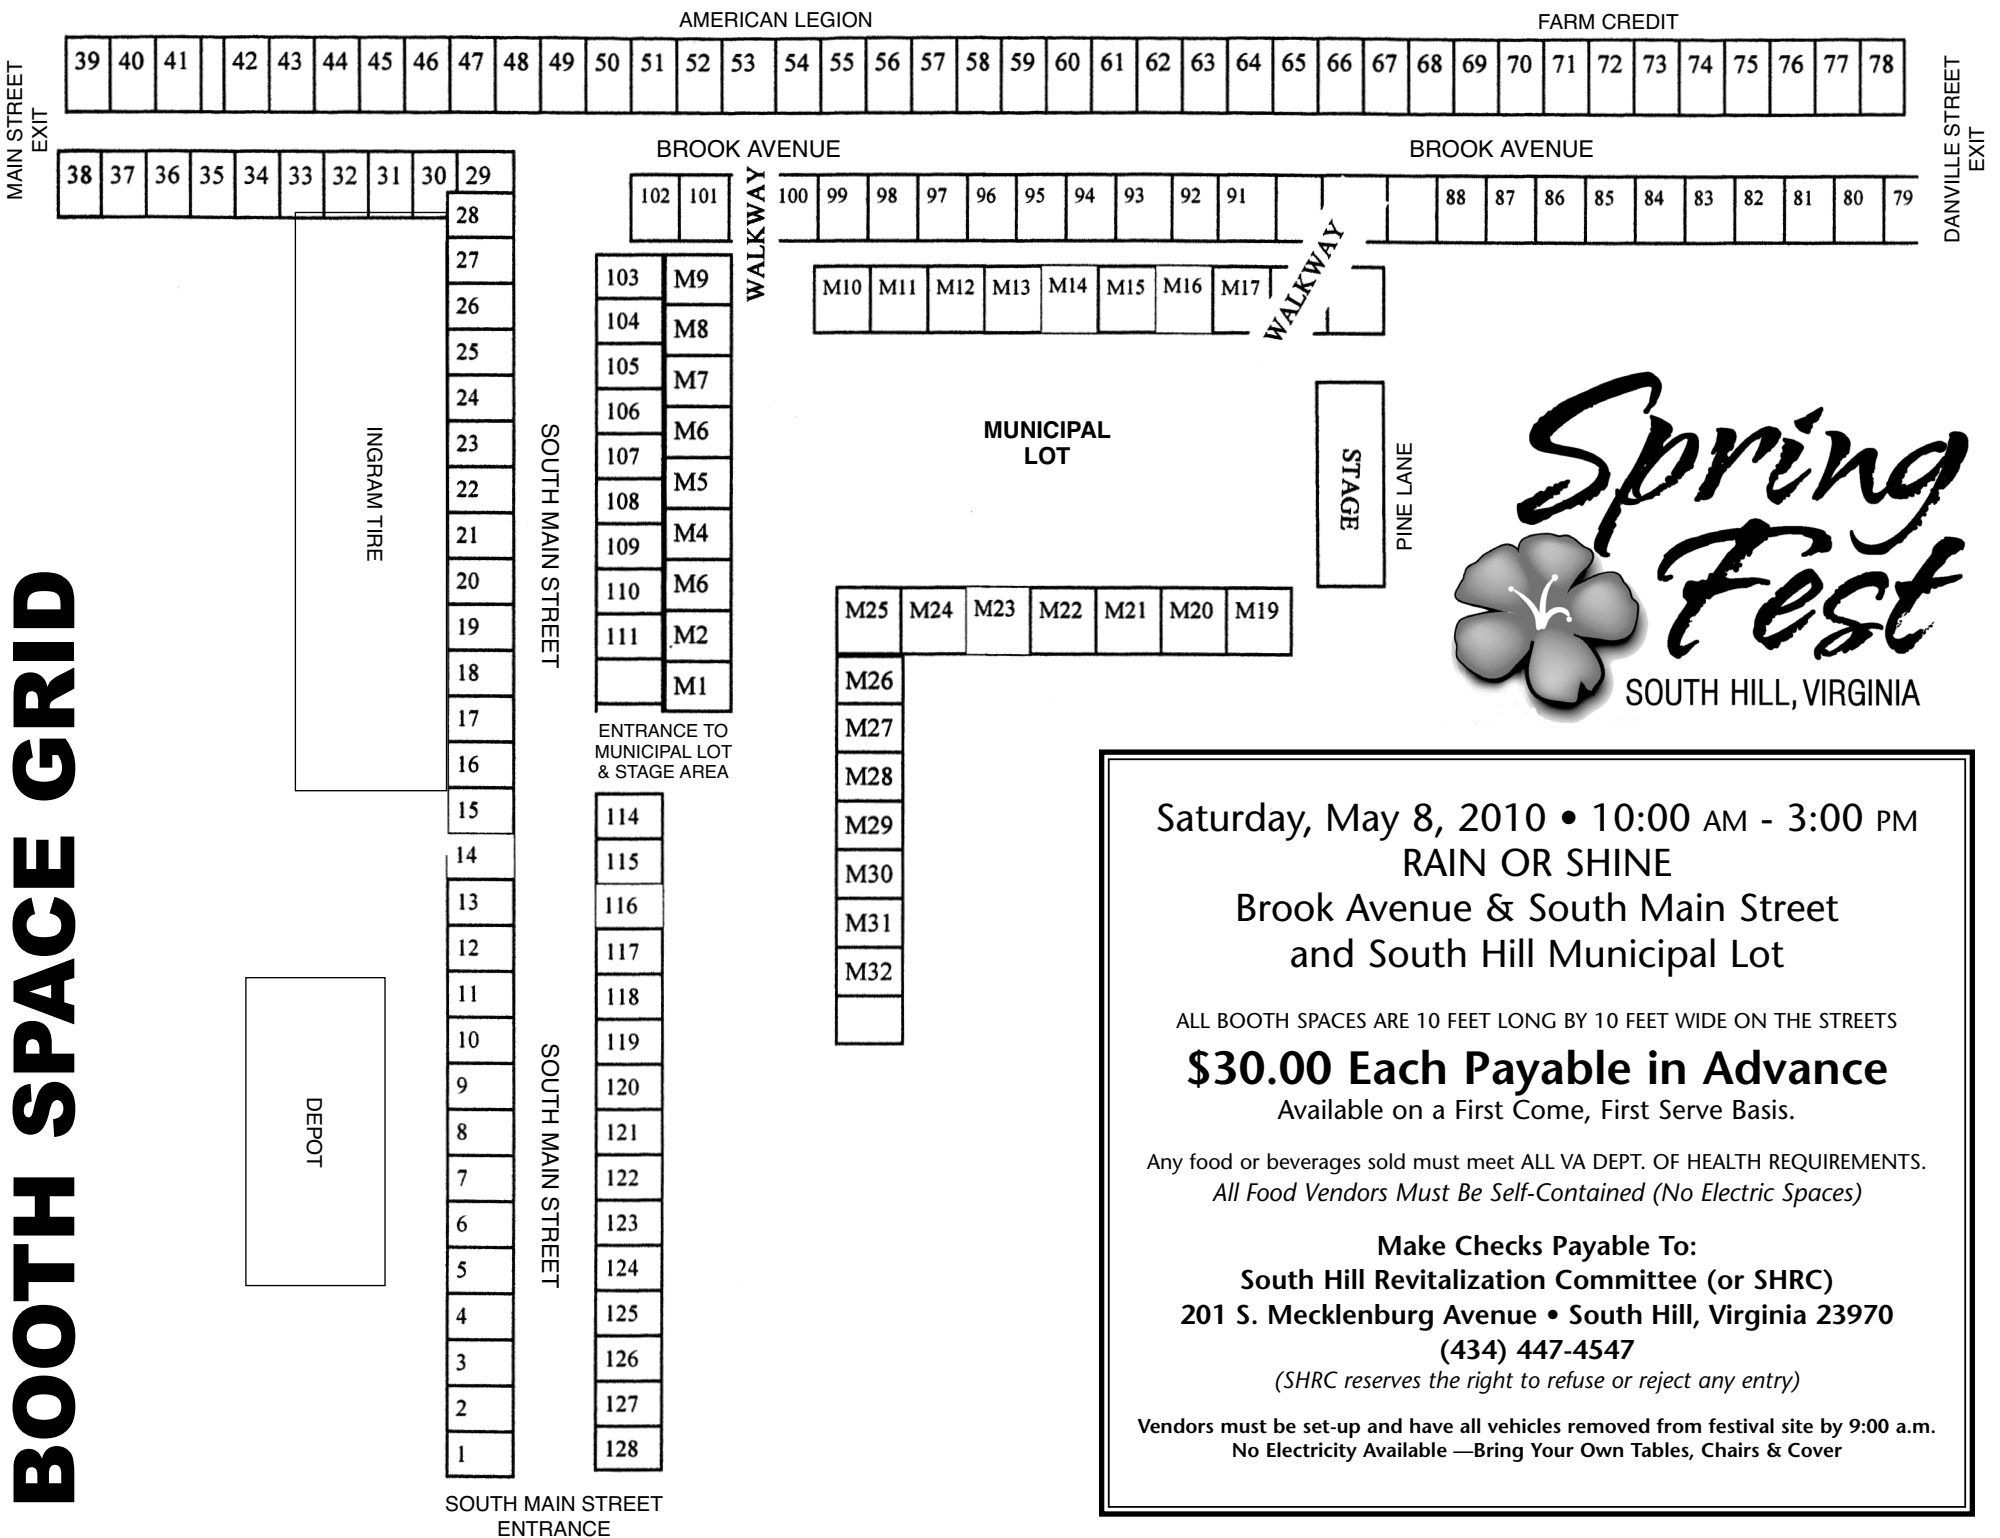 AMERICAN LEGION
FARM CREDIT
39 40 41 42 43 44 45 46 47 48 49 50 51 52 53 54 55 56 57 58 59 60 61 62 63 64 65 66 67 68 69 70 71 72 73 74 75 76 77 78
MAIN STREET
EXIT
DANVILLE STREET
EXIT
BROOK AVENUE
BROOK AVENUE
38 37 36 35 34 33 32 31 30 29
102 101
WALKWAY
100 99 98 97 96 95 94 93 92 91
88 87 86 85 84 83 82 81 80 79
WALKWAY
28
27
26
25
24
23
22
21
20
19
18
17
16
15
14
13
12
11
10
9
8
7
6
5
4
3
2
1
INGRAM TIRE
DEPOT
SOUTH MAIN STREET
SOUTH MAIN STREET
103
104
105
106
107
108
109
110
111
M9
M8
M7
M6
M5
M4
M6
M2
M1
ENTRANCE TO
MUNICIPAL LOT
& STAGE AREA
114
115
116
117
118
119
120
121
122
123
124
125
126
127
128
SOUTH MAIN STREET
ENTRANCE
M10 M11 M12 M13 M14 M15 M16 M17
MUNICIPAL
LOT
STAGE
PINE LANE
M25 M24 M23 M22 M21 M20 M19
M26
M27
M28
M29
M30
M31
M32
BOOTH SPACE GRID
Spring
Fest
SOUTH HILL, VIRGINIA
Saturday, May 8, 2010 • 10:00 AM - 3:00 PM
RAIN OR SHINE
Brook Avenue & South Main Street
and South Hill Municipal Lot
ALL BOOTH SPACES ARE 10 FEET LONG BY 10 FEET WIDE ON THE STREETS
$30.00 Each Payable in Advance
Available on a First Come, First Serve Basis.
Any food or beverages sold must meet ALL VA DEPT. OF HEALTH REQUIREMENTS.
All Food Vendors Must Be Self-Contained (No Electric Spaces)
Make Checks Payable To:
South Hill Revitalization Committee (or SHRC)
201 S. Mecklenburg Avenue • South Hill, Virginia 23970
(434) 447-4547
(SHRC reserves the right to refuse or reject any entry)
Vendors must be set-up and have all vehicles removed from festival site by 9:00 a.m.
No Electricity Available —Bring Your Own Tables, Chairs & Cover